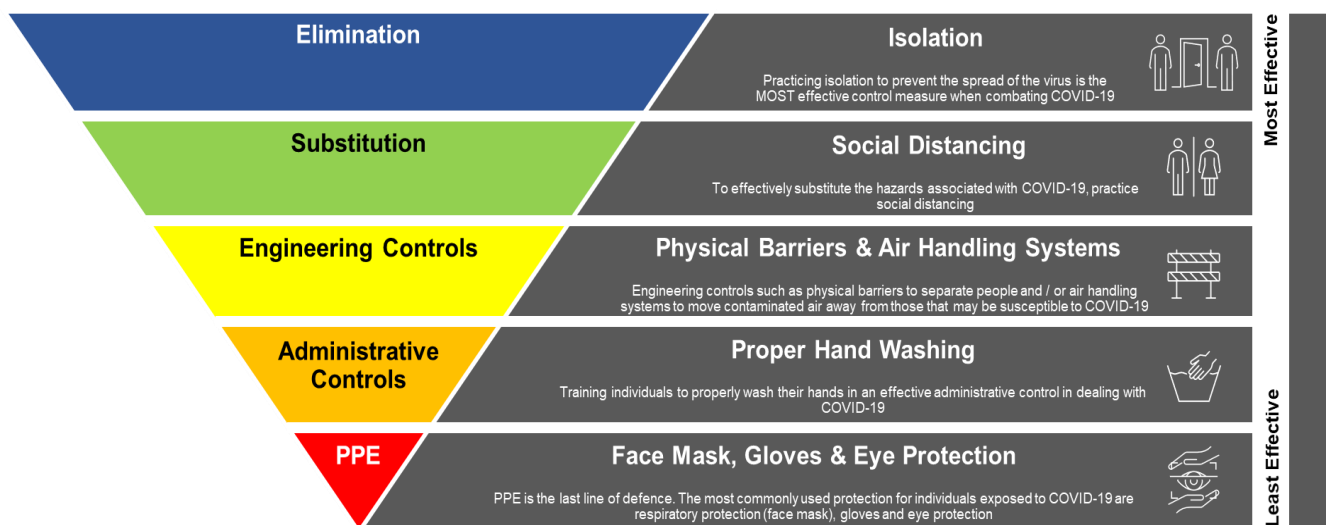 Elimination
Isolation
Practicing isolation to prevent the spread of the virus is the
MOST effective control measure when combating COVID-19
Most Effective
Substitution
Social Distancing
To effectively substitute the hazards associated with COVID-19, practice
social distancing
Engineering Controls
Physical Barriers & Air Handling Systems
Engineering controls such as physical barriers to separate people and / or air handling
systems to move contaminated air away from those that may be susceptible to COVID-19
Administrative
Controls
Proper Hand Washing
Training individuals to properly wash their hands in an effective administrative control in dealing with
COVID-19
PPE
Face Mask, Gloves & Eye Protection
PPE is the last line of defence. The most commonly used protection for individuals exposed to COVID-19 are
respiratory protection (face mask), gloves and eye protection
Least Effective